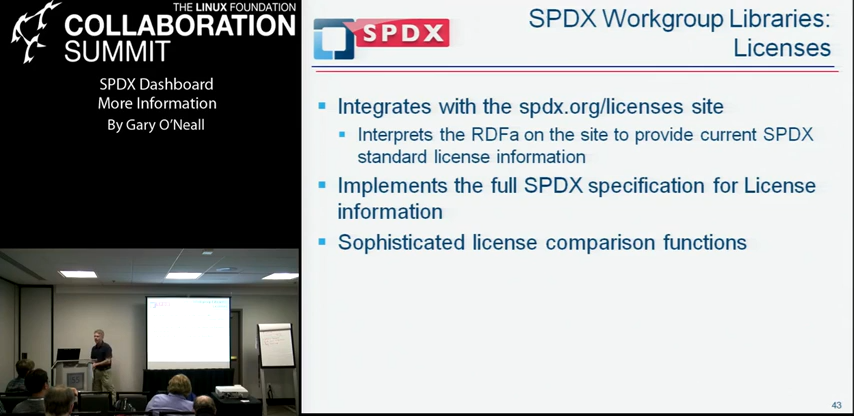 THE LINUX FOUNDATION
COLLABORATION
SUMMIT
SPDX Dashboard
More Information
By Gary O'Neall
SPDX
SPDX Workgroup Libraries:
Licenses
Integrates with the spdx.org/licenses site
Interprets the RDFa on the site to provide current SPDX
standard license information
Implements the full SPDX specification for License
information
Sophisticated license comparison functions
43